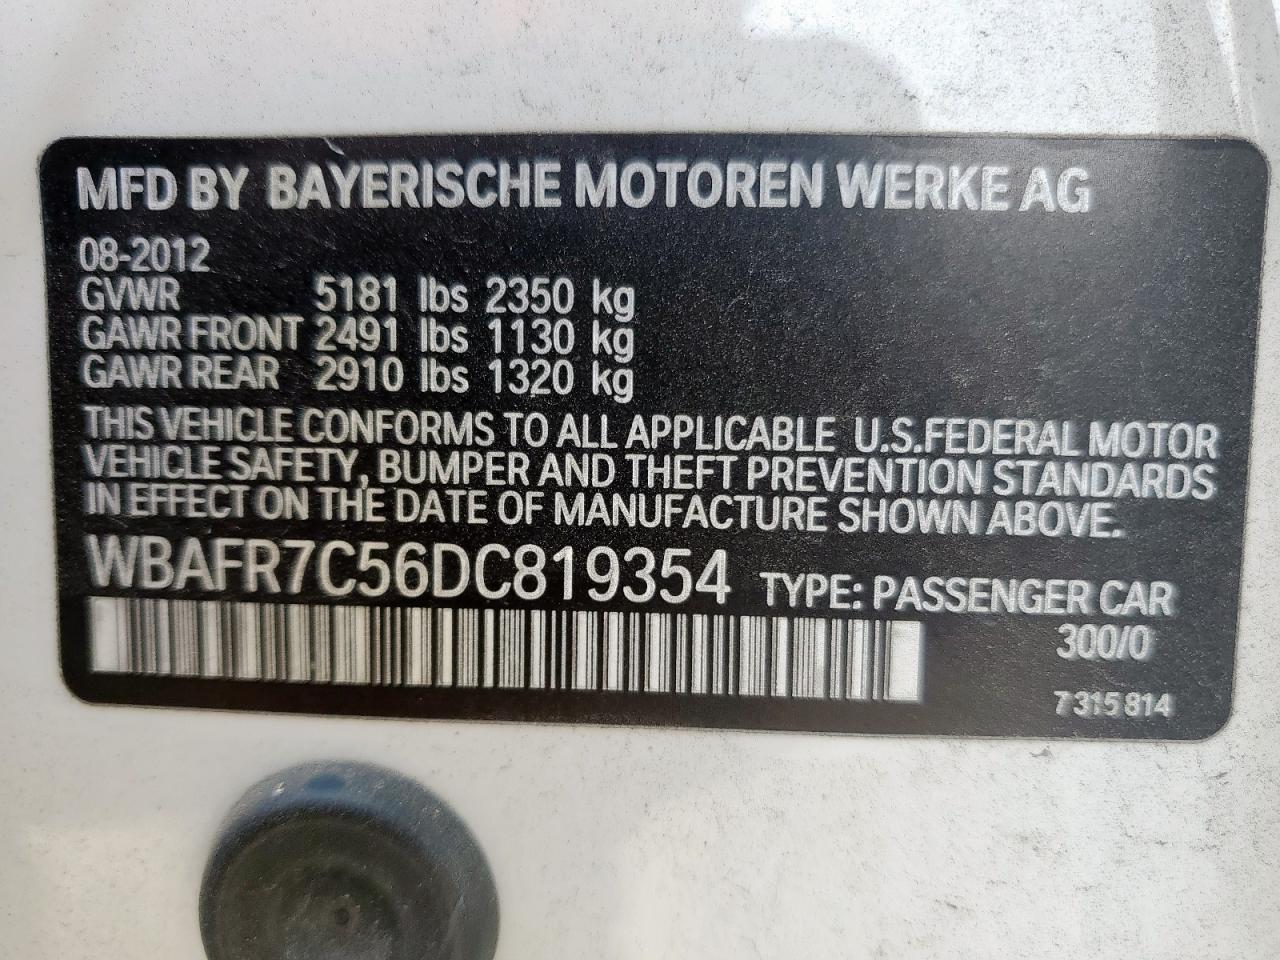 MFD BY BAYERISCHE MOTOREN WERKE AG
08-2012
GVWR 5181 lbs 2350 kg
GAWR FRONT 2491 lbs 1130 kg
GAWR REAR 2910 lbs 1320 kg
THIS VEHICLE CONFORMS TO ALL APPLICABLE U.S.FEDERAL MOTOR
VEHICLE SAFETY, BUMPER AND THEFT PREVENTION STANDARDS
IN EFFECT ON THE DATE OF MANUFACTURE SHOWN ABOVE.
WBAFR7C56DC819354 TYPE: PASSENGER CAR
300/0
7 315 814